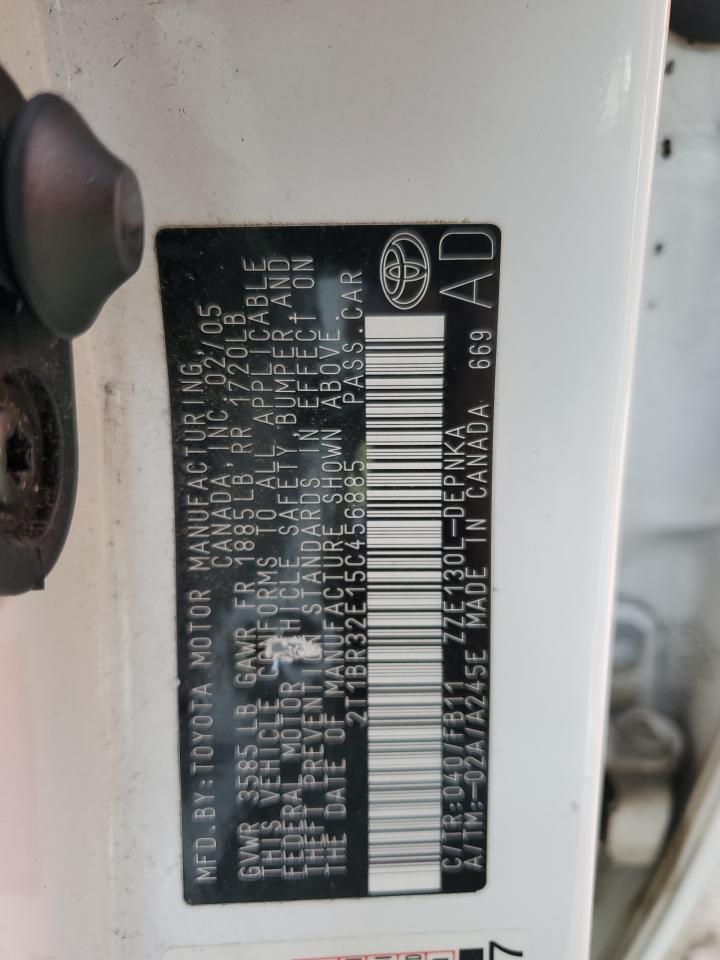 MFD.BY:TOYOTA MOTOR MANUFACTURING,
CANADA, INC. 02/05
GVWR 3585 LB GAWR FR 1885LB RR 1720LB
THIS VEHICLE CONFORMS TO ALL APPLICABLE
FEDERAL MOTOR VEHICLE SAFETY, BUMPER, AND
THEFT PREVENTION STANDARDS IN EFFECT ON
THE DATE OF MANUFACTURE SHOWN ABOVE.
2T1BR32E15C456885 PASS.CAR
C/TR:040/FB11 ZZE130L-DEPNKA
A/TM:-02A/A245E MADE IN CANADA 669
AD
7